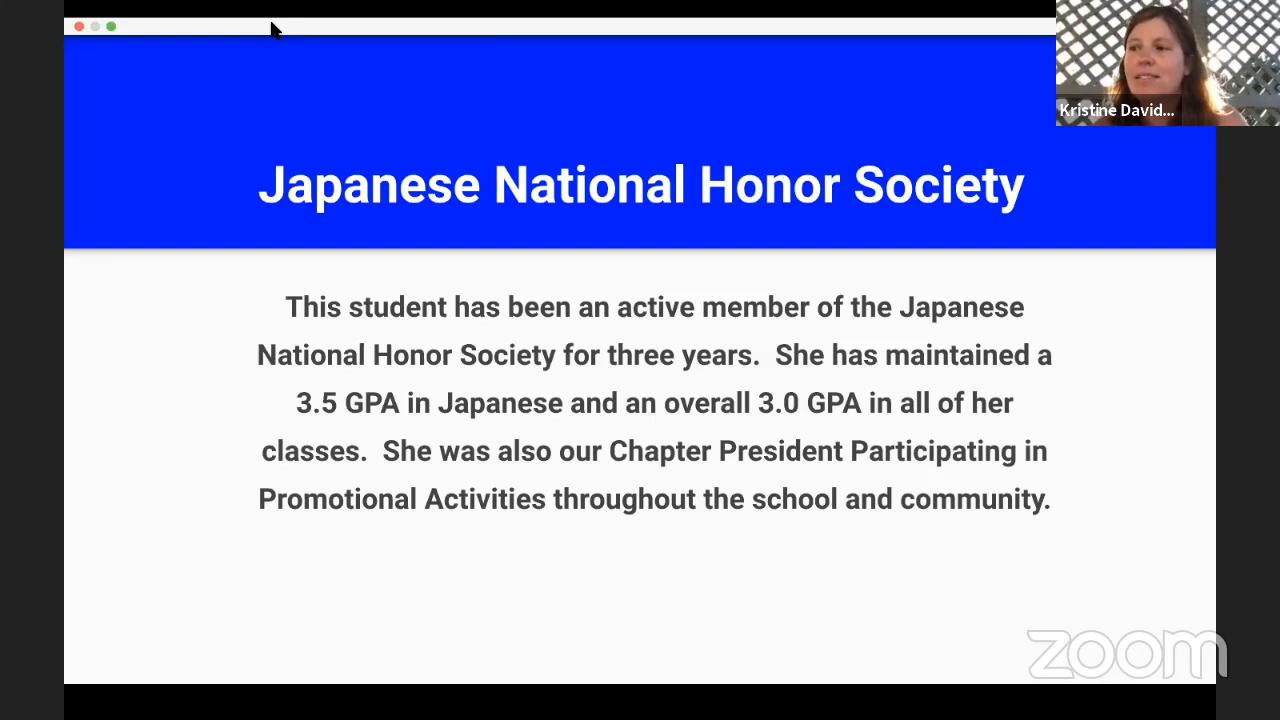 Kristine David...
Japanese National Honor Society
This student has been an active member of the Japanese
National Honor Society for three years.  She has maintained a
3.5 GPA in Japanese and an overall 3.0 GPA in all of her
classes.  She was also our Chapter President Participating in
Promotional Activities throughout the school and community.
zoom